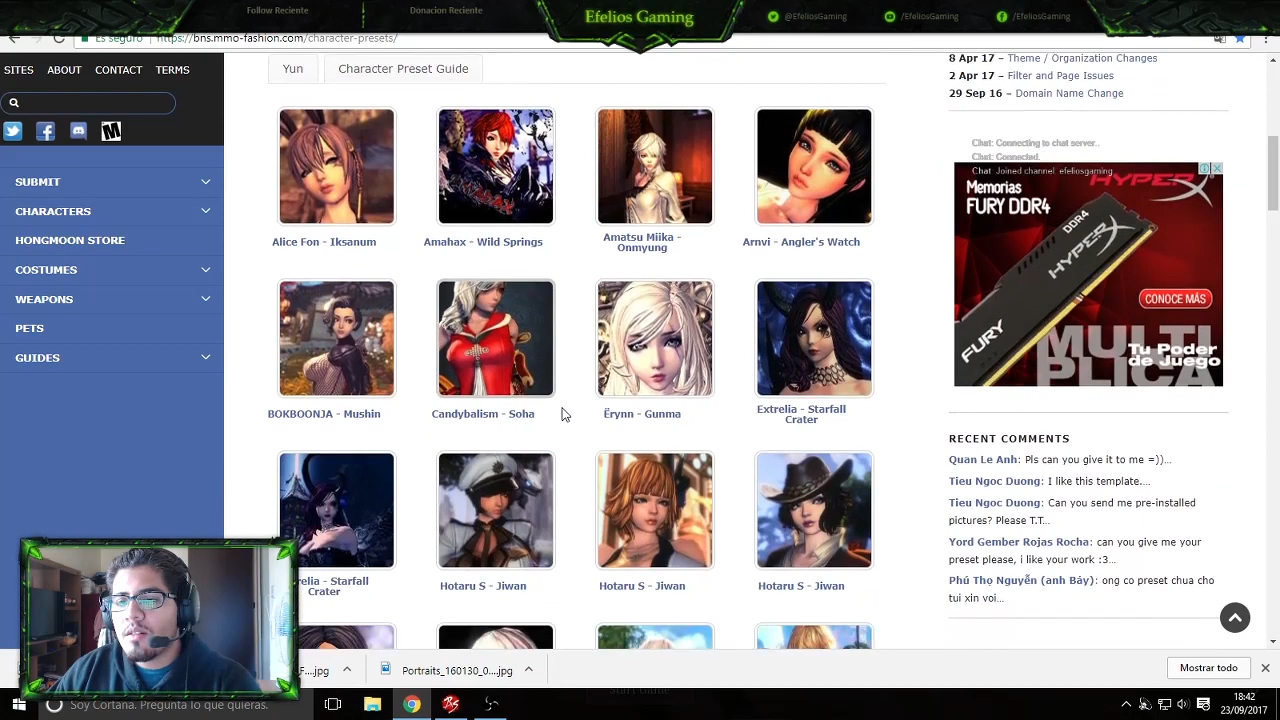 Follow Reciente
Donacion Reciente
Efelios Gaming
@EfeliosGaming
/EfeliosGaming
/EfeliosGaming
es seguro
https://bns.mmo-fashion.com/character-presets/
SITES ABOUT CONTACT TERMS
SUBMIT
CHARACTERS
HONGMOON STORE
COSTUMES
WEAPONS
PETS
GUIDES
Yun
Character Preset Guide
Alice Fon - Iksanum
Amahax - Wild Springs
Amatsu Miika -
Onmyung
Arnvi - Angler's Watch
BOKBOONJA - Mushin
Candybalism - Soha
Ërynn - Gunma
Extrelia - Starfall
Crater
relia - Starfall
Crater
Hotaru S - Jiwan
Hotaru S - Jiwan
Hotaru S - Jiwan
8 Apr 17 – Theme / Organization Changes
2 Apr 17 – Filter and Page Issues
29 Sep 16 – Domain Name Change
Chat: Connecting to chat server..
Chat: Connected.
Chat: Joined channel: efeliosgaming
Memorias
FURY DDR4
HYPERX
DDR4
HYPERX
FURY
CONOCE MÁS
MULTI
PLICA
Tu Poder
de Juego
RECENT COMMENTS
Quan Le Anh: Pls can you give it to me =))...
Tieu Ngoc Duong: I like this template....
Tieu Ngoc Duong: Can you send me pre-installed
pictures? Please T.T...
Yord Gember Rojas Rocha: can you give me your
preset please, i like your work :3...
Phú Thọ Nguyễn (anh Bảy): ong co preset chua cho
tui xin voi...
F....jpg
Portraits_160130_0....jpg
Mostrar todo
Start Game
Soy Cortana. Pregunta lo que quieras.
18:42
23/09/2017